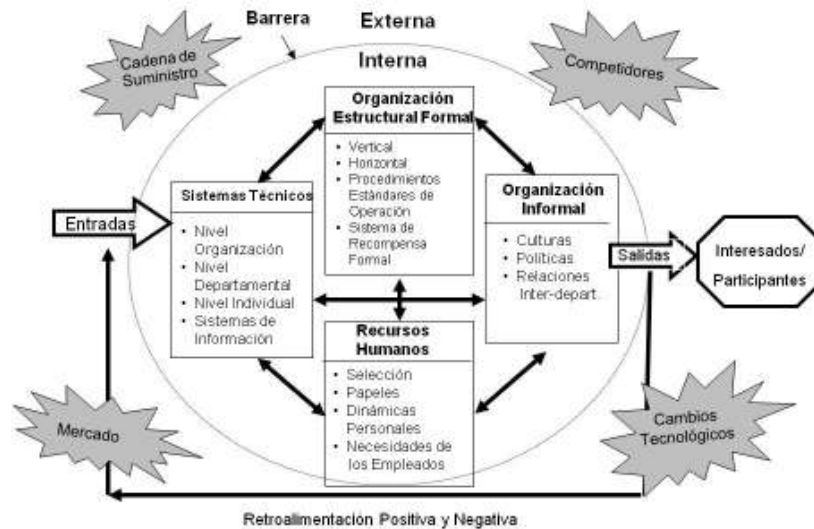 Externa
Barrera
Interna
Cadena de
Suministro
Competidores
Organización
Estructural Formal
• Vertical
• Horizontal
• Procedimientos
Estándares de
Operación
• Sistema de
Recompensa
Formal
Sistemas Técnicos
• Nivel
Organización
• Nivel
Departamental
• Nivel Individual
• Sistemas de
Información
Organización
Informal
• Culturas
• Políticas
• Relaciones
Inter-depart.
Entradas
Salidas
Interesados/
Participantes
Recursos
Humanos
• Selección
• Papeles
• Dinámicas
Personales
• Necesidades de
los Empleados
Mercado
Cambios
Tecnológicos
Retroalimentación Positiva y Negativa